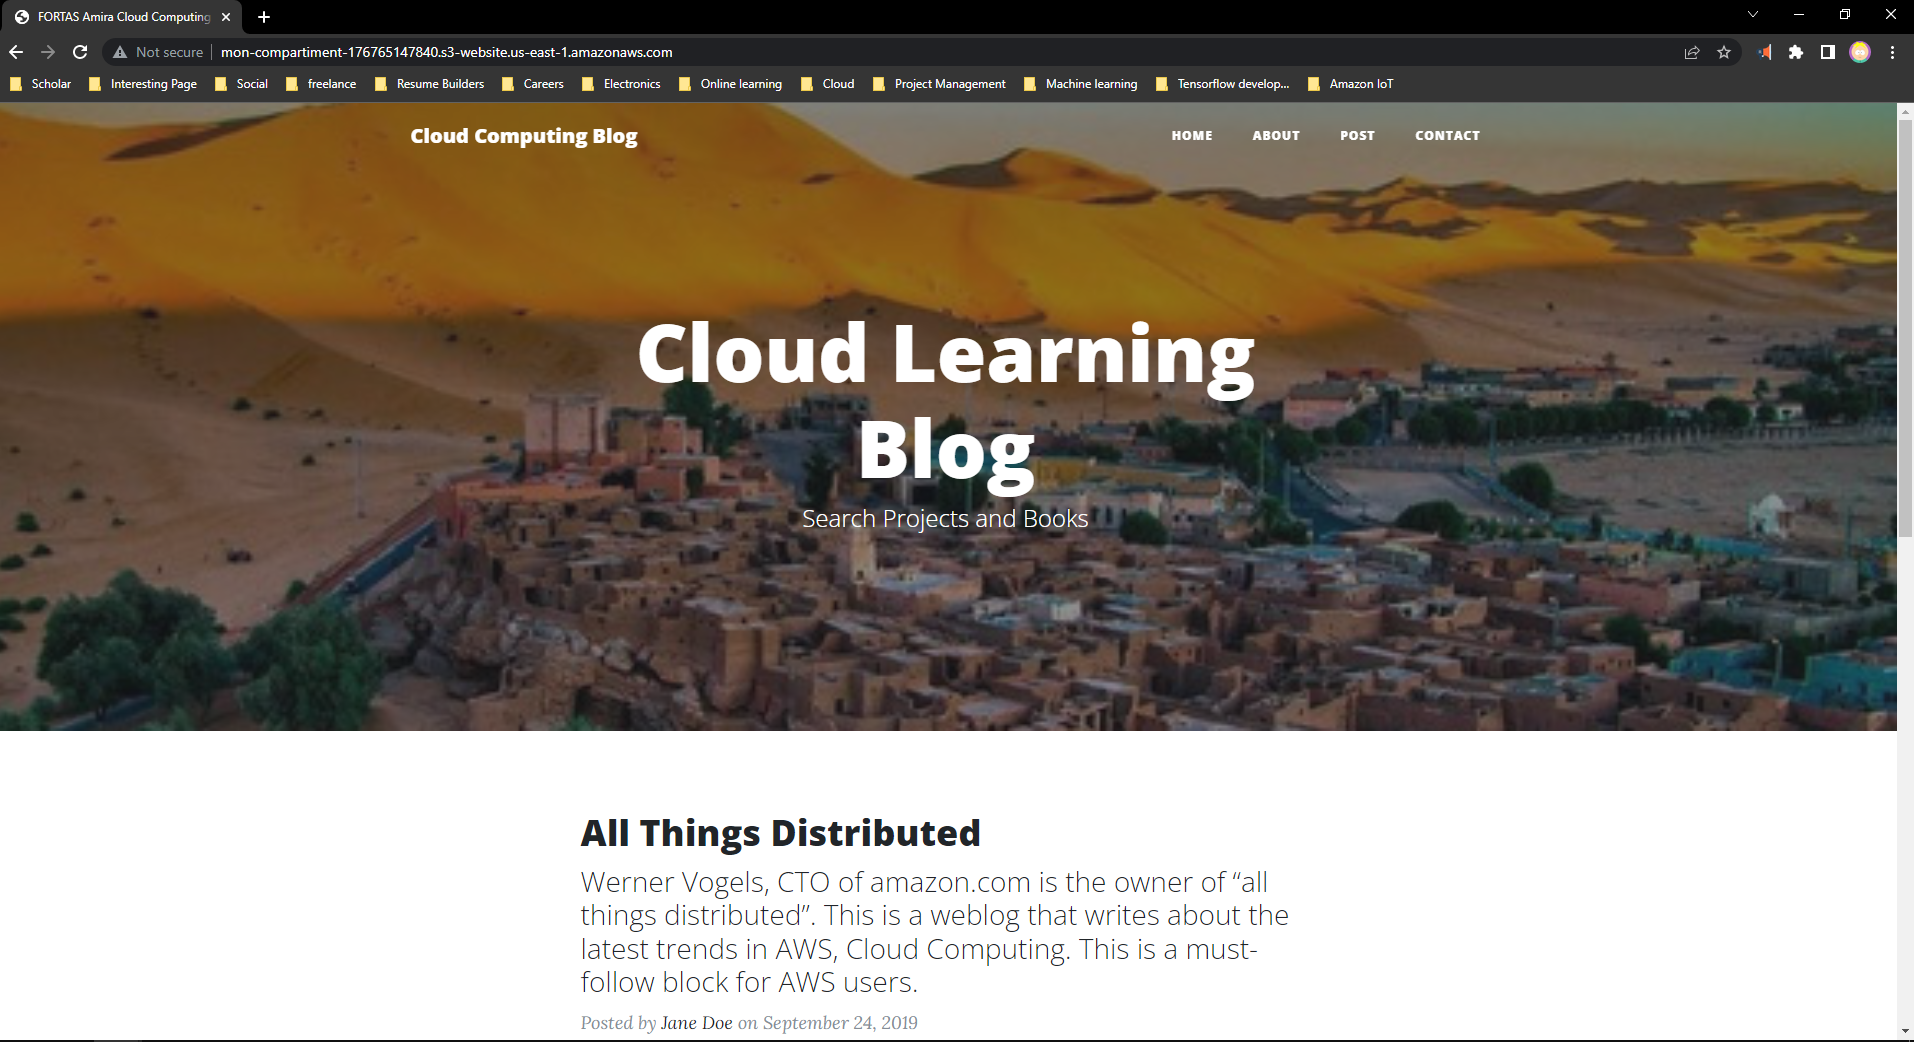 FORTAS Amira Cloud Computing
Not secure mon-compartiment-176765147840.s3-website.us-east-1.amazonaws.com
Scholar Interesting Page Social freelance Resume Builders Careers Electronics Online learning Cloud Project Management Machine learning Tensorflow develop... Amazon IoT
Cloud Computing Blog HOME ABOUT POST CONTACT
Cloud Learning
Blog
Search Projects and Books
All Things Distributed
Werner Vogels, CTO of amazon.com is the owner of “all
things distributed”. This is a weblog that writes about the
latest trends in AWS, Cloud Computing. This is a must-
follow block for AWS users.
Posted by Jane Doe on September 24, 2019